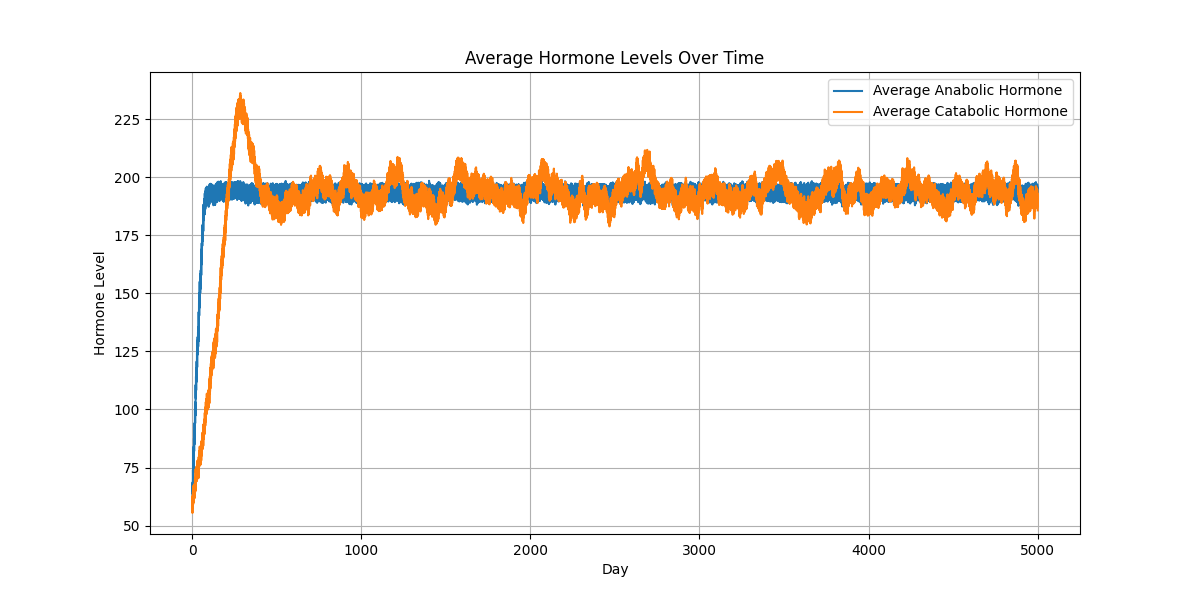 Average Hormone Levels Over Time
Average Anabolic Hormone
Average Catabolic Hormone
225
200
175
150
125
100
75
50
Hormone Level
0 1000 2000 3000 4000 5000
Day